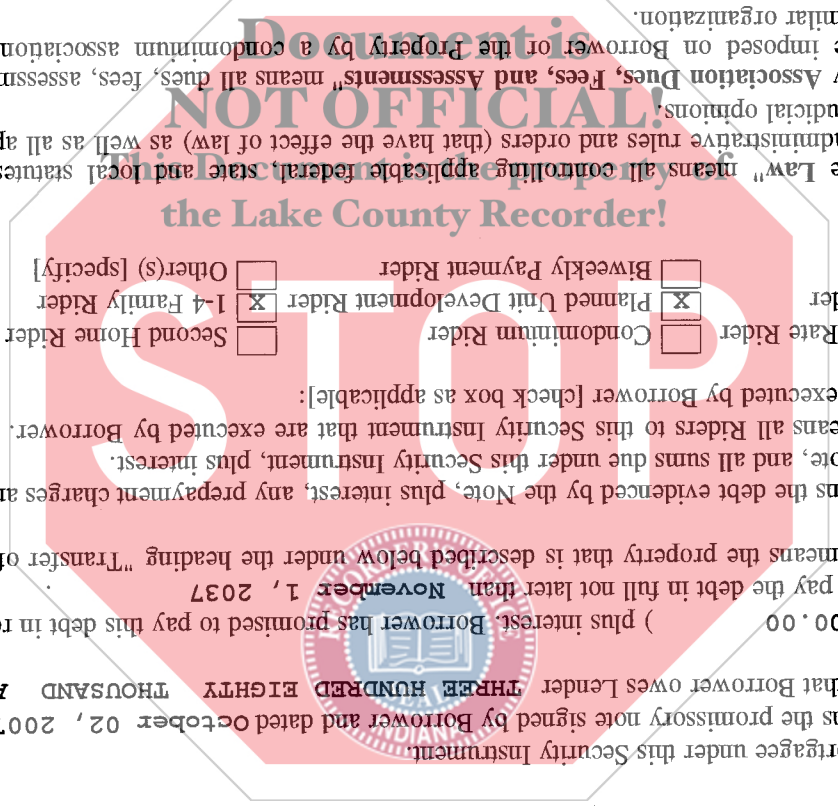 rtgagee under this Security Instrument.
ns the promissory note signed by Borrower and dated October 02, 2007
that Borrower owes Lender THREE HUNDRED EIGHTY THOUSAND A
00.00 ) plus interest. Borrower has promised to pay this debt in re
pay the debt in full not later than November 1, 2037 .
means the property that is described below under the heading "Transfer of
ns the debt evidenced by the Note, plus interest, any prepayment charges an
ote, and all sums due under this Security Instrument, plus interest.
eans all Riders to this Security Instrument that are executed by Borrower.
executed by Borrower [check box as applicable]:
Rate Rider Condominium Rider Second Home Rider
der X Planned Unit Development Rider X 1-4 Family Rider
Biweekly Payment Rider Other(s) [specify]
e Law" means all controlling applicable federal, state and local statutes
dministrative rules and orders (that have the effect of law) as well as all ap
udicial opinions.
y Association Dues, Fees, and Assessments" means all dues, fees, assessm
e imposed on Borrower or the Property by a condominium association
milar organization.
Document is
NOT OFFICIAL!
This Document is the property of
the Lake County Recorder!
STOP
INDIANA